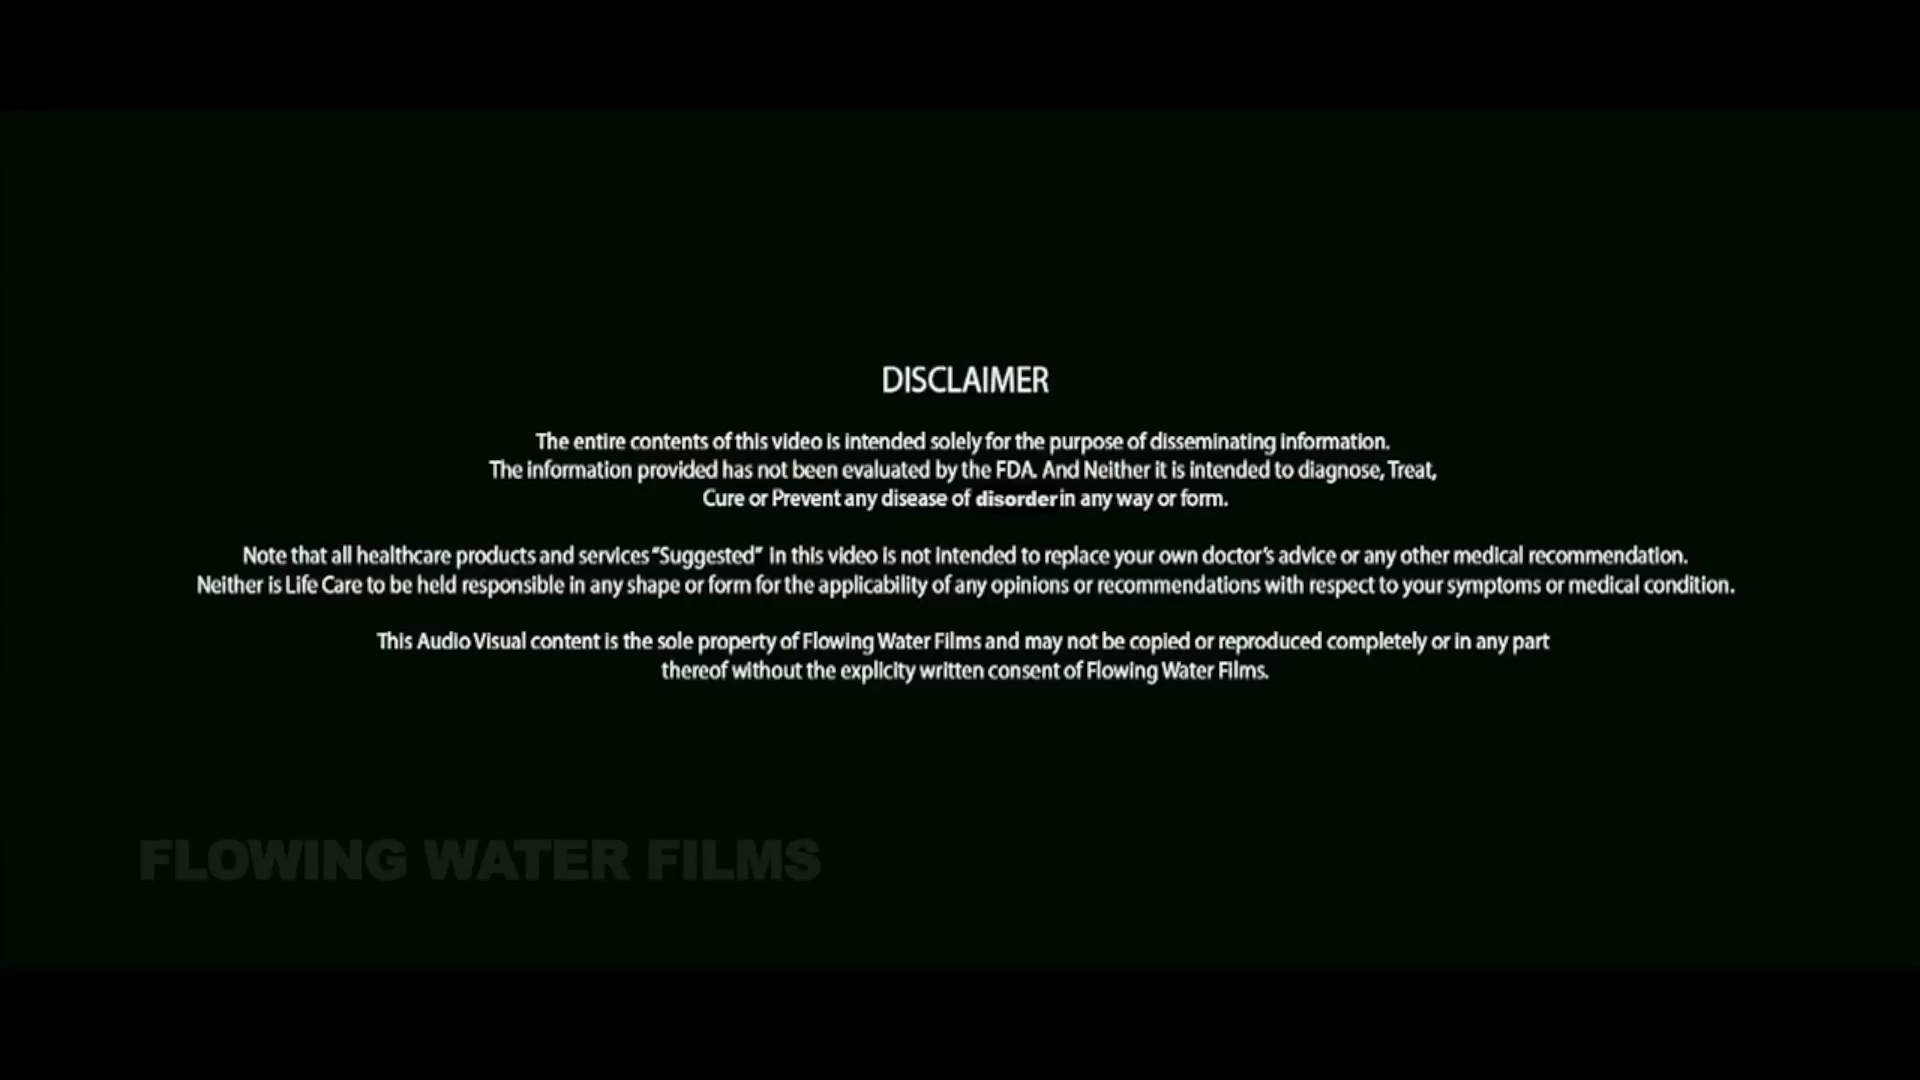 DISCLAIMER
The entire contents of this video is intended solely for the purpose of disseminating information.
The information provided has not been evaluated by the FDA. And Neither it is intended to diagnose, Treat,
Cure or Prevent any disease of disorder in any way or form.
Note that all healthcare products and services "Suggested" In this video is not intended to replace your own doctor's advice or any other medical recommendation.
Neither is Life Care to be held responsible in any shape or form for the applicability of any opinions or recommendations with respect to your symptoms or medical condition.
This Audio Visual content is the sole property of Flowing Water Films and may not be copied or reproduced completely or in any part
thereof without the explicity written consent of Flowing Water Films.
FLOWING WATER FILMS